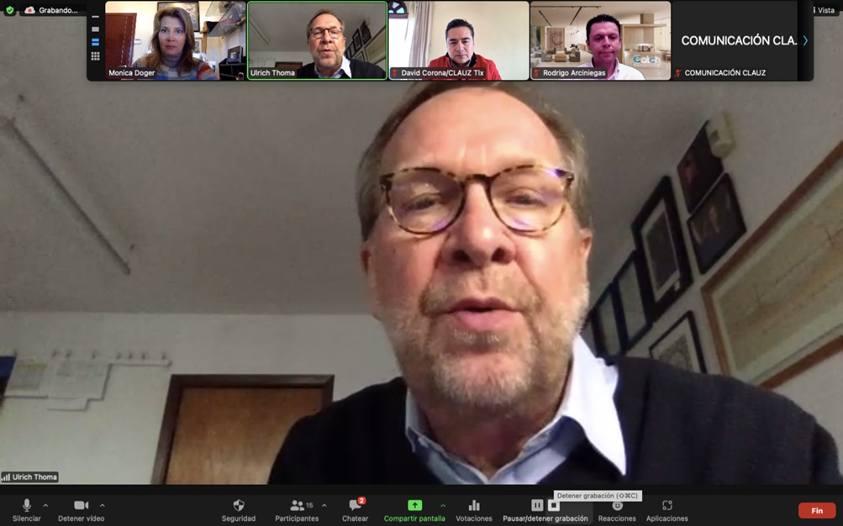 Grabando...
Vista
Monica Doger
Ulrich Thoma
David Corona/CLAUZ Tlx
Rodrigo Arciniegas
COMUNICACIÓN CLA...
COMUNICACIÓN CLAUZ
Ulrich Thoma
Detener grabación (⇧⌘C)
15
2
Silenciar
Detener video
Seguridad
Participantes
Chatear
Compartir pantalla
Votaciones
Pausar/detener grabación
Reacciones
Aplicaciones
Fin